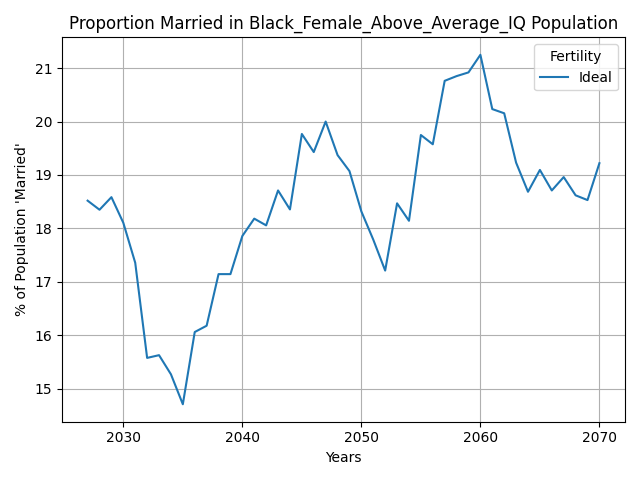 Proportion Married in Black_Female_Above_Average_IQ Population
% of Population 'Married'
21
20
19
18
17
16
15
Fertility
Ideal
2030 2040 2050 2060 2070
Years